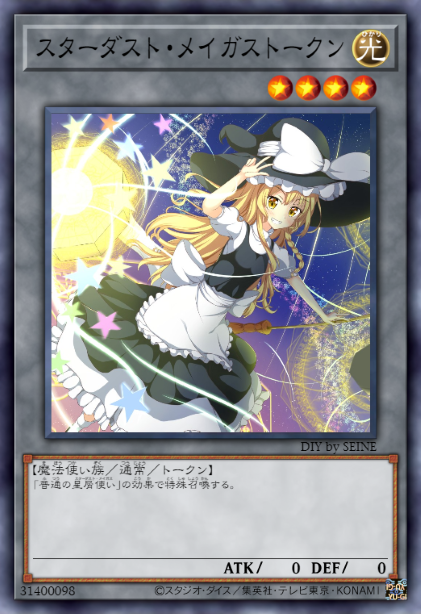 スターダスト・メイガストークン
光
DIY by SEINE
【魔法使い族／通常／トークン】
「普通の星屑使い」の効果で特殊召喚する。
ATK/ 0 DEF/ 0
31400098 ©スタジオ・ダイス／集英社・テレビ東京・KONAMI